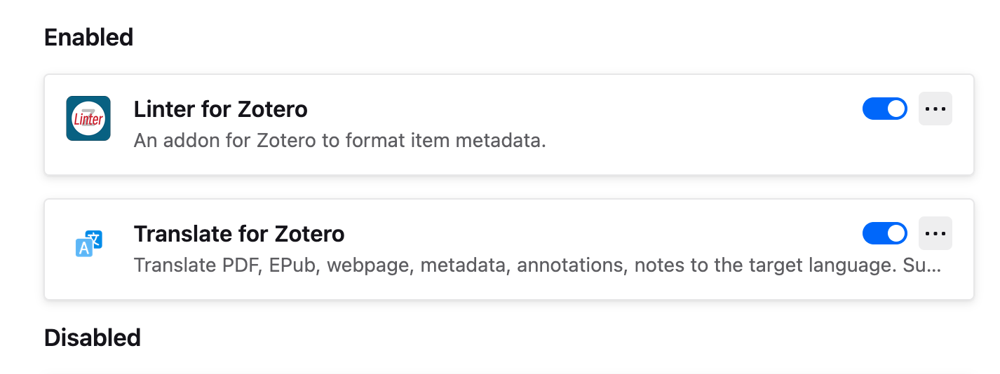 Enabled
Linter
Linter for Zotero
An addon for Zotero to format item metadata.
A 文
Translate for Zotero
Translate PDF, EPub, webpage, metadata, annotations, notes to the target language. Su...
Disabled